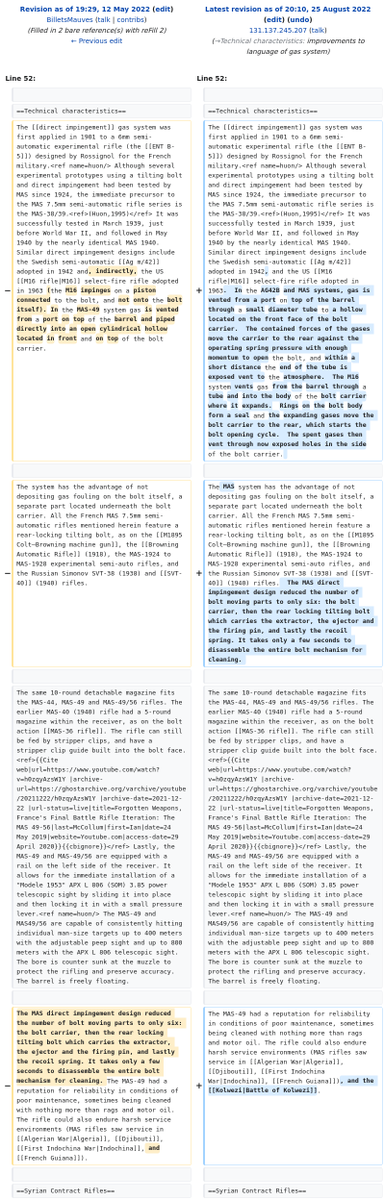 Revision as of 19:29, 12 May 2022 (edit)
BilletsMauves (talk | contribs)
(Filled in 2 bare reference(s) with reFill 2)
← Previous edit
Latest revision as of 20:10, 25 August 2022
(edit) (undo)
131.137.245.207 (talk)
(→Technical characteristics: improvements to
language of gas system)
Line 52:
Line 52:
==Technical characteristics==
==Technical characteristics==
−
The [[direct impingement]] gas system was
first applied in 1901 to a 6mm semi-
automatic experimental rifle (the [[ENT B-
5]]) designed by Rossignol for the French
military.<ref name=huon/> Although several
experimental prototypes using a tilting bolt
and direct impingement had been tested by
MAS since 1924, the immediate precursor to
the MAS 7.5mm semi-automatic rifle series is
the MAS-38/39.<ref>(Huon,1995)</ref> It was
successfully tested in March 1939, just
before World War II, and followed in May
1940 by the nearly identical MAS 1940.
Similar direct impingement designs include
the Swedish semi-automatic [[Ag m/42]]
adopted in 1942 and, indirectly, the US
[[M16 rifle|M16]] select-fire rifle adopted
in 1963 (the M16 impinges on a piston
connected to the bolt, and not onto the bolt
itself). In the MAS-49 system gas is vented
from a port on top of the barrel and piped
directly into an open cylindrical hollow
located in front and on top of the bolt
carrier.
+
The [[direct impingement]] gas system was
first applied in 1901 to a 6mm semi-
automatic experimental rifle (the [[ENT B-
5]]) designed by Rossignol for the French
military.<ref name=huon/> Although several
experimental prototypes using a tilting bolt
and direct impingement had been tested by
MAS since 1924, the immediate precursor to
the MAS 7.5mm semi-automatic rifle series is
the MAS-38/39.<ref>(Huon,1995)</ref> It was
successfully tested in March 1939, just
before World War II, and followed in May
1940 by the nearly identical MAS 1940.
Similar direct impingement designs include
the Swedish semi-automatic [[Ag m/42]]
adopted in 1942, and the US [[M16
rifle|M16]] select-fire rifle adopted in
1963. In the AG42B and MAS systems, gas is
vented from a port on top of the barrel
through a small diameter tube to a hollow
located on the front face of the bolt
carrier. The contained forces of the gases
move the carrier to the rear against the
operating spring pressure with enough
momentum to open the bolt, and within a
short distance the end of the tube is
exposed vent to the atmosphere. The M16
system vents gas from the barrel through a
tube and into the body of the bolt carrier
where it expands. Rings on the bolt body
form a seal and the expanding gases move the
bolt carrier to the rear, which starts the
bolt opening cycle. The spent gases then
vent through now exposed holes in the side
of the bolt carrier.
−
The system has the advantage of not
depositing gas fouling on the bolt itself, a
separate part located underneath the bolt
carrier. All the French MAS 7.5mm semi-
automatic rifles mentioned herein feature a
rear-locking tilting bolt, as on the [[M1895
Colt–Browning machine gun]], the [[Browning
Automatic Rifle]] (1918), the MAS-1924 to
MAS-1928 experimental semi-auto rifles, and
the Russian Simonov SVT-38 (1938) and [[SVT-
40]] (1940) rifles.
+
The MAS system has the advantage of not
depositing gas fouling on the bolt itself, a
separate part located underneath the bolt
carrier. All the French MAS 7.5mm semi-
automatic rifles mentioned herein feature a
rear-locking tilting bolt, as on the [[M1895
Colt–Browning machine gun]], the [[Browning
Automatic Rifle]] (1918), the MAS-1924 to
MAS-1928 experimental semi-auto rifles, and
the Russian Simonov SVT-38 (1938) and [[SVT-
40]] (1940) rifles. The MAS direct
impingement design reduced the number of
bolt moving parts to only six: the bolt
carrier, then the rear locking tilting bolt
which carries the extractor, the ejector and
the firing pin, and lastly the recoil
spring. It takes only a few seconds to
disassemble the entire bolt mechanism for
cleaning.
The same 10-round detachable magazine fits
the MAS-44, MAS-49 and MAS-49/56 rifles. The
earlier MAS-40 (1940) rifle had a 5-round
magazine within the receiver, as on the bolt
action [[MAS-36 rifle]]. The rifle can still
be fed by stripper clips, and have a
stripper clip guide built into the bolt face.
<ref>{{Cite
web|url=https://www.youtube.com/watch?
v=h0zqyAzsW1Y |archive-
url=https://ghostarchive.org/varchive/youtube
/20211222/h0zqyAzsW1Y |archive-date=2021-12-
22 |url-status=live|title=Forgotten Weapons,
France's Final Battle Rifle Iteration: The
MAS 49-56|last=McCollum|first=Ian|date=24
May 2019|website=Youtube.com|access-date=29
April 2020}}{{cbignore}}</ref> Lastly, the
MAS-49 and MAS-49/56 are equipped with a
rail on the left side of the receiver. It
allows for the immediate installation of a
"Modele 1953" APX L 806 (SOM) 3.85 power
telescopic sight by sliding it into place
and then locking it in with a small pressure
lever.<ref name=huon/> The MAS-49 and
MAS49/56 are capable of consistently hitting
individual man-size targets up to 400 meters
with the adjustable peep sight and up to 800
meters with the APX L 806 telescopic sight.
The bore is counter sunk at the muzzle to
protect the rifling and preserve accuracy.
The barrel is freely floating.
The same 10-round detachable magazine fits
the MAS-44, MAS-49 and MAS-49/56 rifles. The
earlier MAS-40 (1940) rifle had a 5-round
magazine within the receiver, as on the bolt
action [[MAS-36 rifle]]. The rifle can still
be fed by stripper clips, and have a
stripper clip guide built into the bolt face.
<ref>{{Cite
web|url=https://www.youtube.com/watch?
v=h0zqyAzsW1Y |archive-
url=https://ghostarchive.org/varchive/youtube
/20211222/h0zqyAzsW1Y |archive-date=2021-12-
22 |url-status=live|title=Forgotten Weapons,
France's Final Battle Rifle Iteration: The
MAS 49-56|last=McCollum|first=Ian|date=24
May 2019|website=Youtube.com|access-date=29
April 2020}}{{cbignore}}</ref> Lastly, the
MAS-49 and MAS-49/56 are equipped with a
rail on the left side of the receiver. It
allows for the immediate installation of a
"Modele 1953" APX L 806 (SOM) 3.85 power
telescopic sight by sliding it into place
and then locking it in with a small pressure
lever.<ref name=huon/> The MAS-49 and
MAS49/56 are capable of consistently hitting
individual man-size targets up to 400 meters
with the adjustable peep sight and up to 800
meters with the APX L 806 telescopic sight.
The bore is counter sunk at the muzzle to
protect the rifling and preserve accuracy.
The barrel is freely floating.
−
The MAS direct impingement design reduced
the number of bolt moving parts to only six:
the bolt carrier, then the rear locking
tilting bolt which carries the extractor,
the ejector and the firing pin, and lastly
the recoil spring. It takes only a few
seconds to disassemble the entire bolt
mechanism for cleaning. The MAS-49 had a
reputation for reliability in conditions of
poor maintenance, sometimes being cleaned
with nothing more than rags and motor oil.
The rifle could also endure harsh service
environments (MAS rifles saw service in
[[Algerian War|Algeria]], [[Djibouti]],
[[First Indochina War|Indochina]], and
[[French Guiana]]).
+
The MAS-49 had a reputation for reliability
in conditions of poor maintenance, sometimes
being cleaned with nothing more than rags
and motor oil. The rifle could also endure
harsh service environments (MAS rifles saw
service in [[Algerian War|Algeria]],
[[Djibouti]], [[First Indochina
War|Indochina]], [[French Guiana]]), and the
[[Kolwezi|Battle of Kolwezi]].
==Syrian Contract Rifles==
==Syrian Contract Rifles==